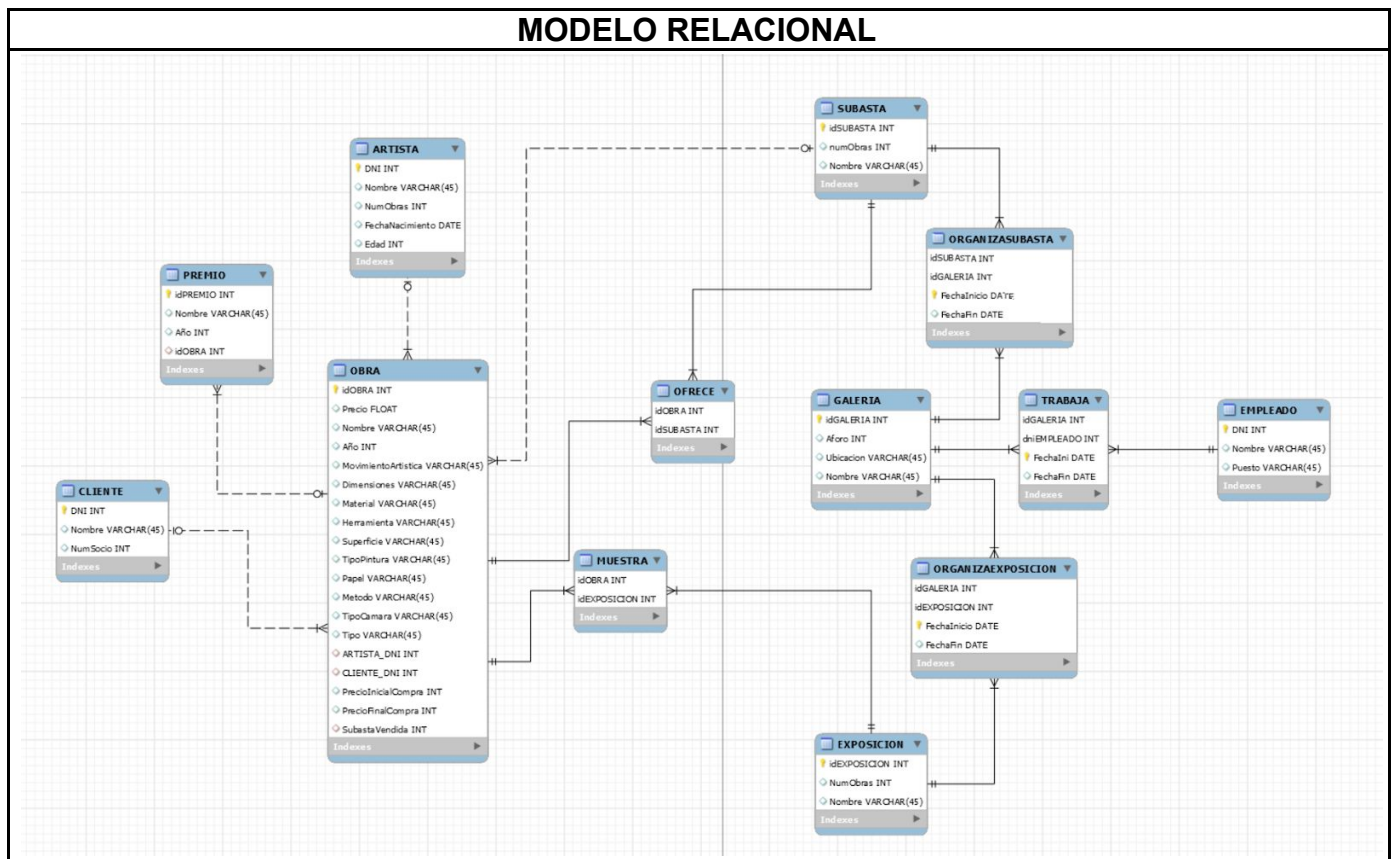 MODELO RELACIONAL
SUBASTA
idSUBASTA INT
numObras INT
Nombre VARCHAR(45)
Indexes
ARTISTA
DNI INT
Nombre VARCHAR(45)
NumObras INT
FechaNacimiento DATE
Edad INT
Indexes
ORGANIZASUBASTA
idSUBASTA INT
idGALERIA INT
FechaInicio DATE
FechaFin DATE
Indexes
PREMIO
idPREMIO INT
Nombre VARCHAR(45)
Año INT
idOBRA INT
Indexes
OBRA
idOBRA INT
Precio FLOAT
Nombre VARCHAR(45)
Año INT
MovimientoArtistica VARCHAR(45)
Dimensiones VARCHAR(45)
Material VARCHAR(45)
Herramienta VARCHAR(45)
Superficie VARCHAR(45)
TipoPintura VARCHAR(45)
Papel VARCHAR(45)
Metodo VARCHAR(45)
TipoCamara VARCHAR(45)
Tipo VARCHAR(45)
ARTISTA_DNI INT
CLIENTE_DNI INT
PrecioInicialCompra INT
PrecioFinalCompra INT
SubastaVendida INT
Indexes
OFRECE
idOBRA INT
idSUBASTA INT
Indexes
GALERIA
idGALERIA INT
Aforo INT
Ubicacion VARCHAR(45)
Nombre VARCHAR(45)
Indexes
TRABAJA
idGALERIA INT
dniEMPLEADO INT
FechaIni DATE
FechaFin DATE
Indexes
EMPLEADO
DNI INT
Nombre VARCHAR(45)
Puesto VARCHAR(45)
Indexes
CLIENTE
DNI INT
Nombre VARCHAR(45)
NumSocio INT
Indexes
MUESTRA
idOBRA INT
idEXPOSICION INT
Indexes
ORGANIZAEXPOSICION
idGALERIA INT
idEXPOSICION INT
FechaInicio DATE
FechaFin DATE
Indexes
EXPOSICION
idEXPOSICION INT
NumObras INT
Nombre VARCHAR(45)
Indexes